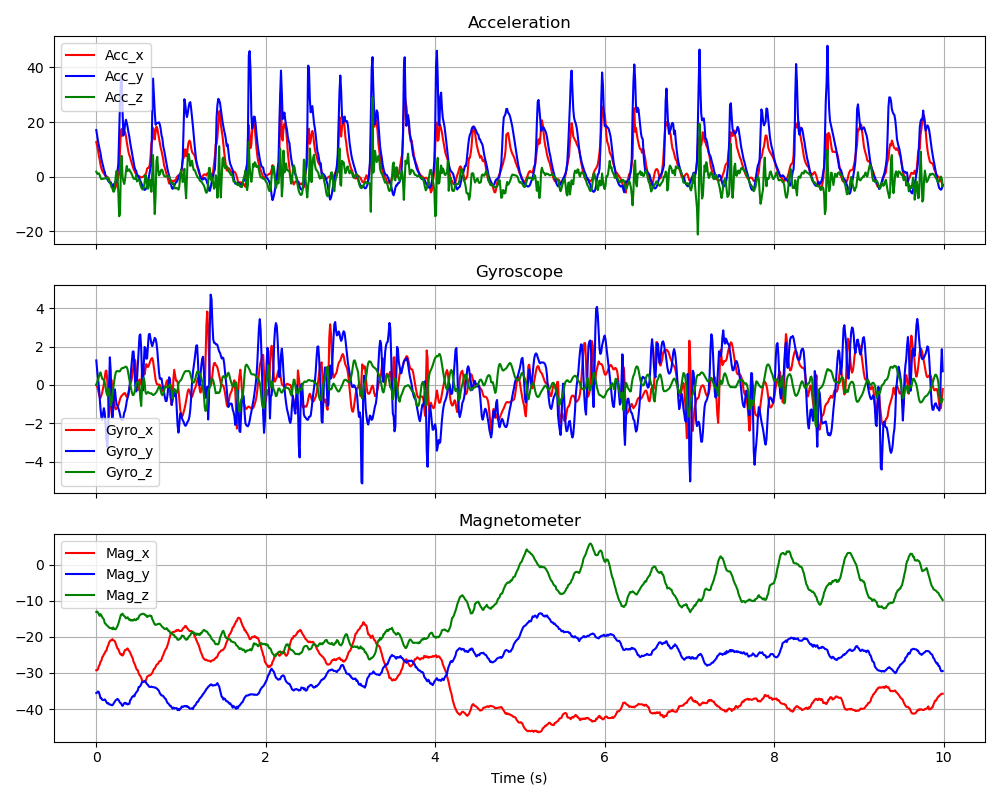 Acceleration
Acc_x
Acc_y
Acc_z
40
20
0
−20
Gyroscope
4
2
0
−2
−4
Gyro_x
Gyro_y
Gyro_z
Magnetometer
Mag_x
Mag_y
Mag_z
0
−10
−20
−30
−40
0 2 4 6 8 10
Time (s)